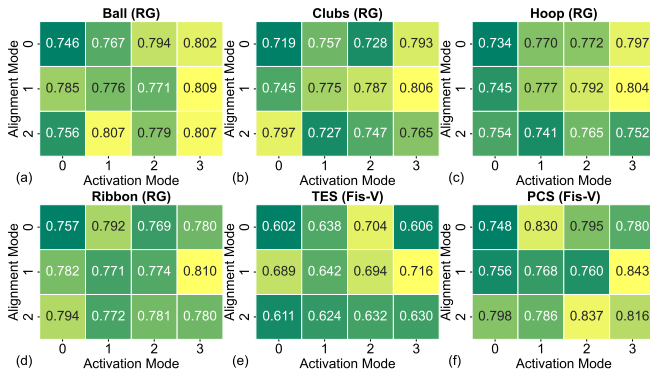 Ball (RG)
Alignment Mode
0 0.746 0.767 0.794 0.802
1 0.785 0.776 0.771 0.809
2 0.756 0.807 0.779 0.807
0 1 2 3
(a) Activation Mode
Clubs (RG)
Alignment Mode
0 0.719 0.757 0.728 0.793
1 0.745 0.775 0.787 0.806
2 0.797 0.727 0.747 0.765
0 1 2 3
(b) Activation Mode
Hoop (RG)
Alignment Mode
0 0.734 0.770 0.772 0.797
1 0.745 0.777 0.792 0.804
2 0.754 0.741 0.765 0.752
0 1 2 3
(c) Activation Mode
Ribbon (RG)
Alignment Mode
0 0.757 0.792 0.769 0.780
1 0.782 0.771 0.774 0.810
2 0.794 0.772 0.781 0.780
0 1 2 3
(d) Activation Mode
TES (Fis-V)
Alignment Mode
0 0.602 0.638 0.704 0.606
1 0.689 0.642 0.694 0.716
2 0.611 0.624 0.632 0.630
0 1 2 3
(e) Activation Mode
PCS (Fis-V)
Alignment Mode
0 0.748 0.830 0.795 0.780
1 0.756 0.768 0.760 0.843
2 0.798 0.786 0.837 0.816
0 1 2 3
(f) Activation Mode